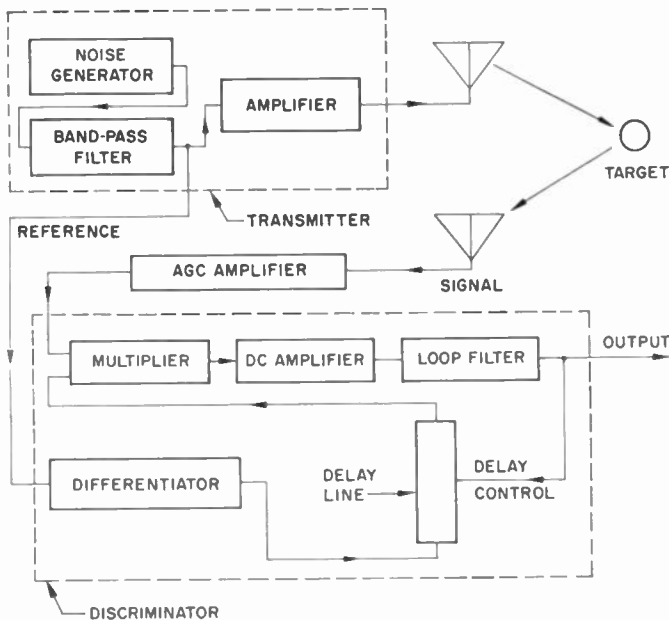 NOISE
GENERATOR
BAND-PASS
FILTER
AMPLIFIER
TARGET
TRANSMITTER
REFERENCE
AGC AMPLIFIER
SIGNAL
MULTIPLIER
DC AMPLIFIER
LOOP FILTER
OUTPUT
DIFFERENTIATOR
DELAY
LINE
DELAY
CONTROL
DISCRIMINATOR